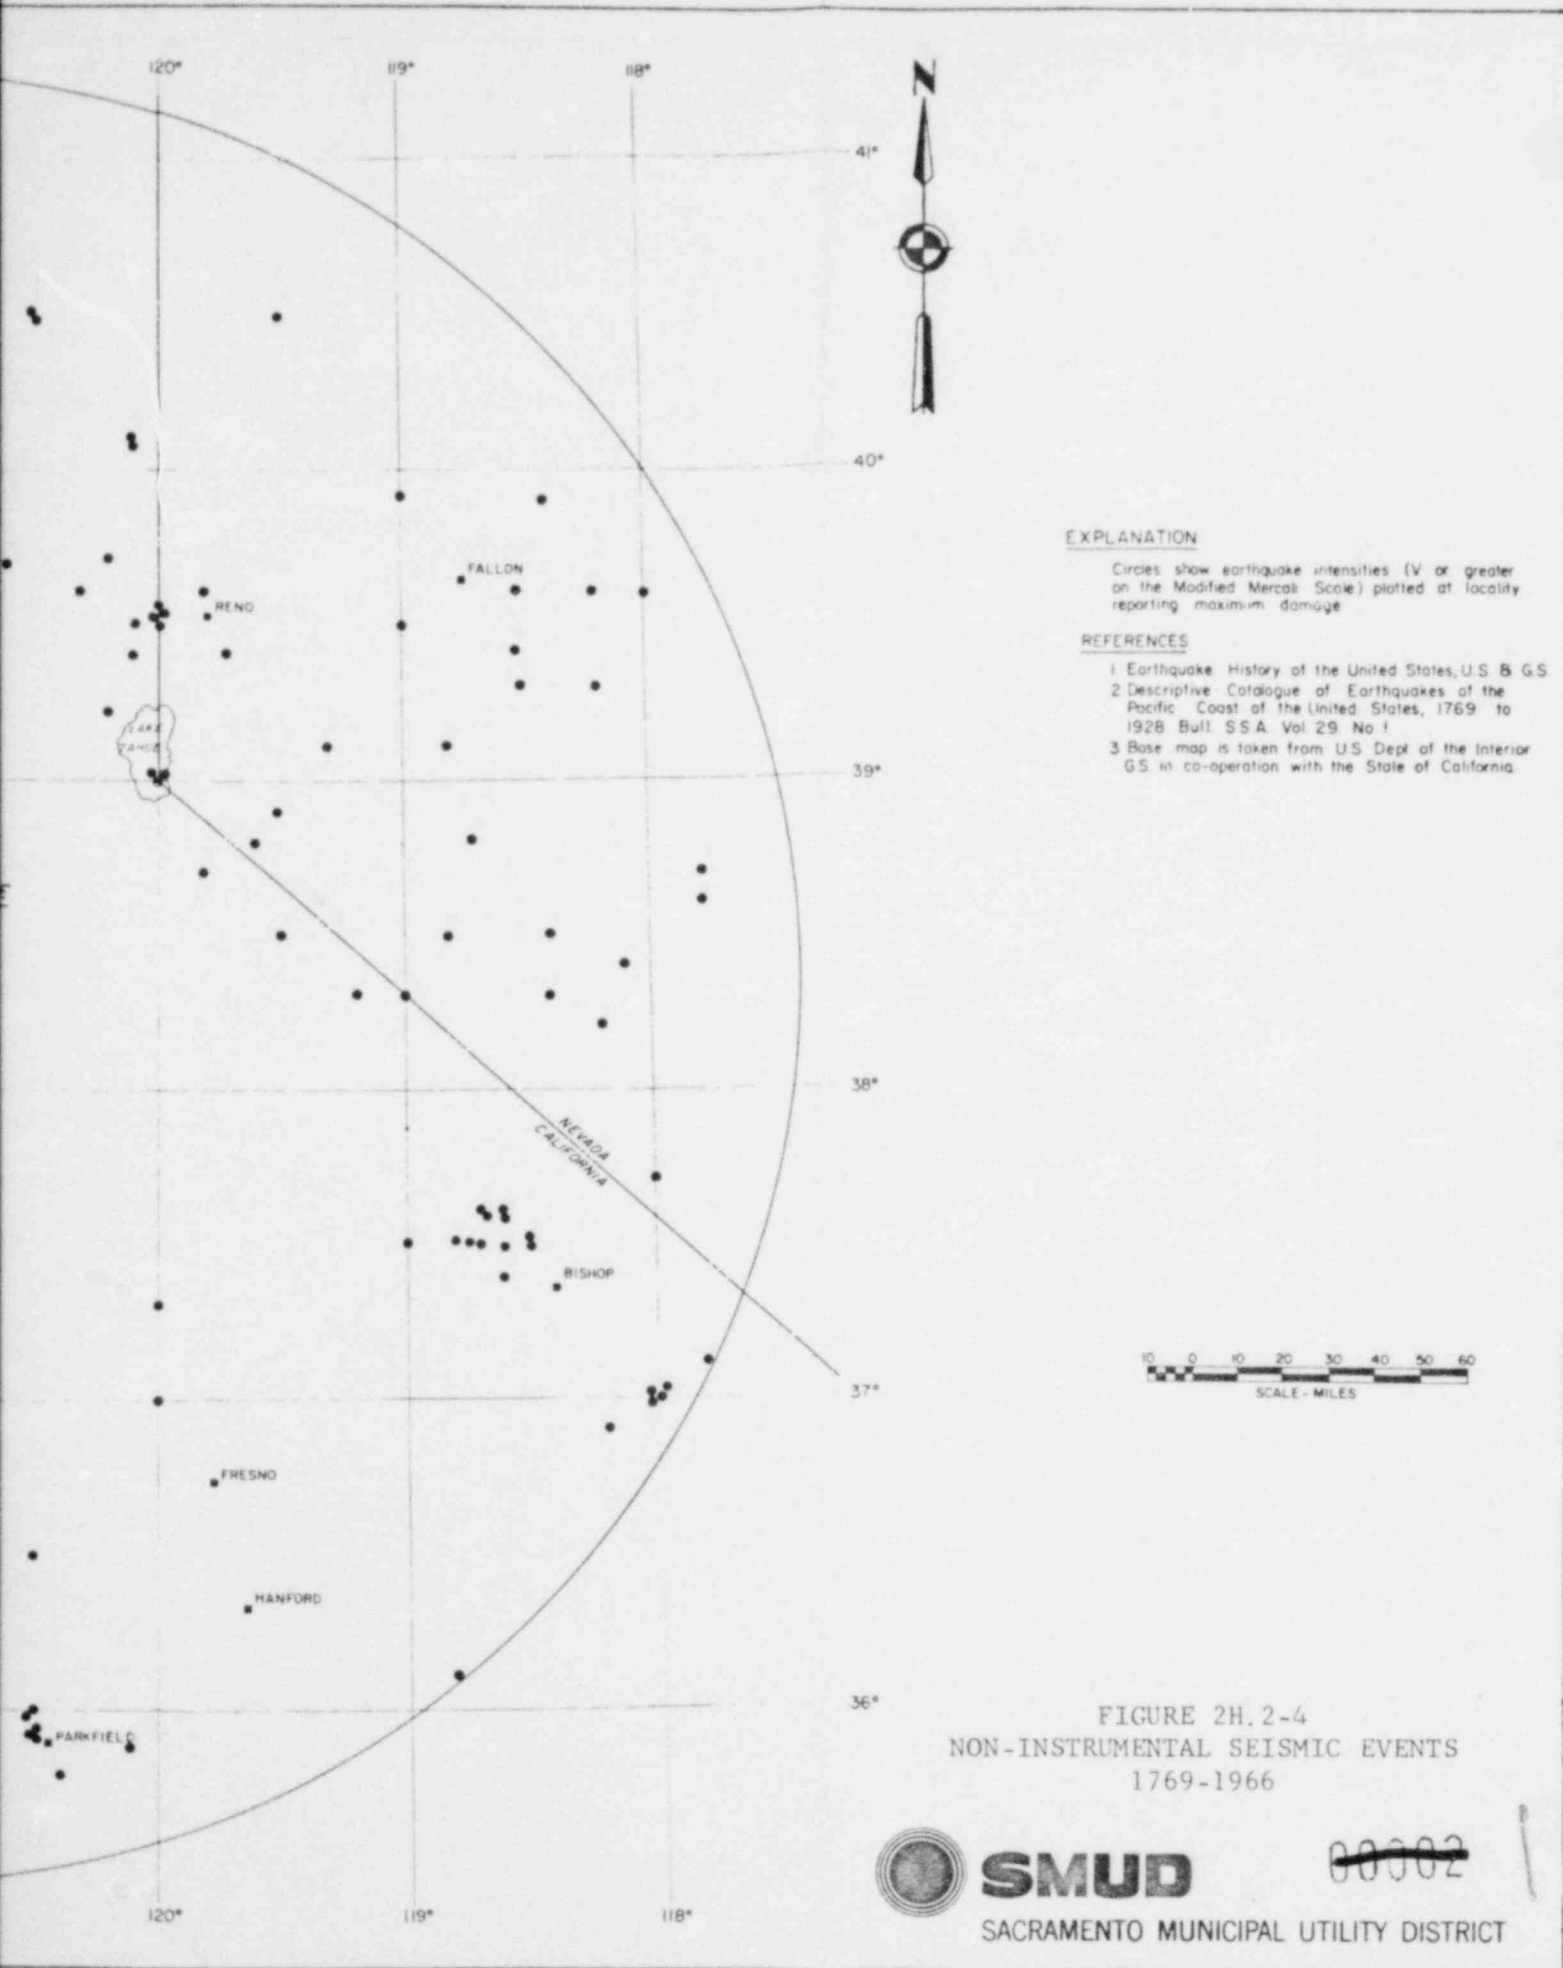 120° 119° 118°
N
41°
40°
FALLON
RENO
EXPLANATION
Circles show earthquake intensities (V or greater
on the Modified Mercali Scale) plotted at locality
reporting maximum damage
REFERENCES
1 Earthquake History of the United States, U.S. & G.S.
2 Descriptive Catalogue of Earthquakes of the
Pacific Coast of the United States, 1769 to
1928 Bull. S.S.A. Vol. 29 No. 1
3 Base map is taken from U.S. Dept of the Interior
G.S. in co-operation with the State of California
LAKE
TAHOE
39°
38°
NEVADA
CALIFORNIA
BISHOP
10 0 10 20 30 40 50 60
SCALE - MILES
37°
FRESNO
HANFORD
36°
PARKFIELD
FIGURE 2H.2-4
NON-INSTRUMENTAL SEISMIC EVENTS
1769-1966
SMUD
00002
SACRAMENTO MUNICIPAL UTILITY DISTRICT
120° 119° 118°